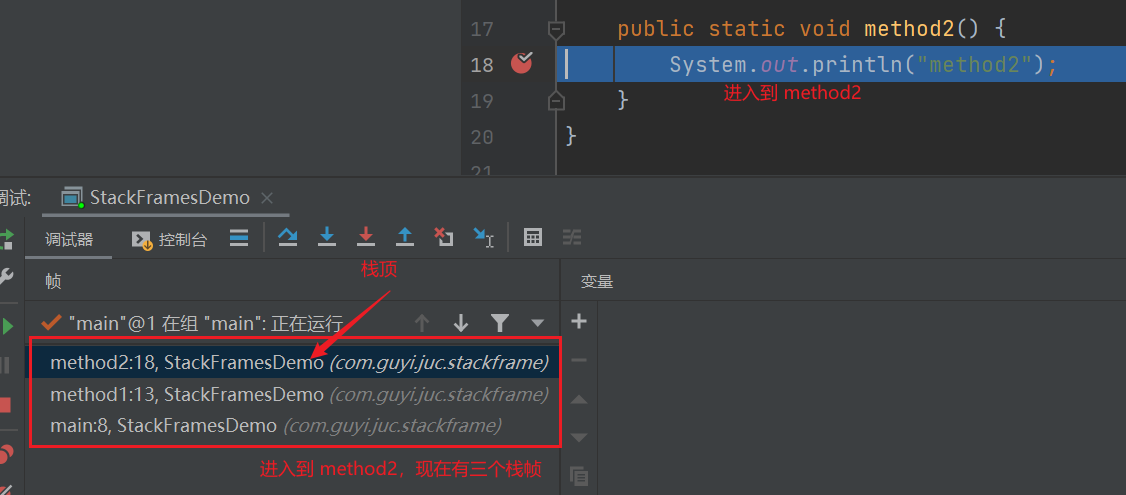 17 public static void method2() {
18 System.out.println("method2");
进入到 method2
19 }
20 }
21
调试: StackFramesDemo ×
调试器 控制台
栈顶
帧 变量
"main"@1 在组 "main": 正在运行
method2:18, StackFramesDemo (com.guyi.juc.stackframe)
method1:13, StackFramesDemo (com.guyi.juc.stackframe)
main:8, StackFramesDemo (com.guyi.juc.stackframe)
进入到 method2，现在有三个栈帧